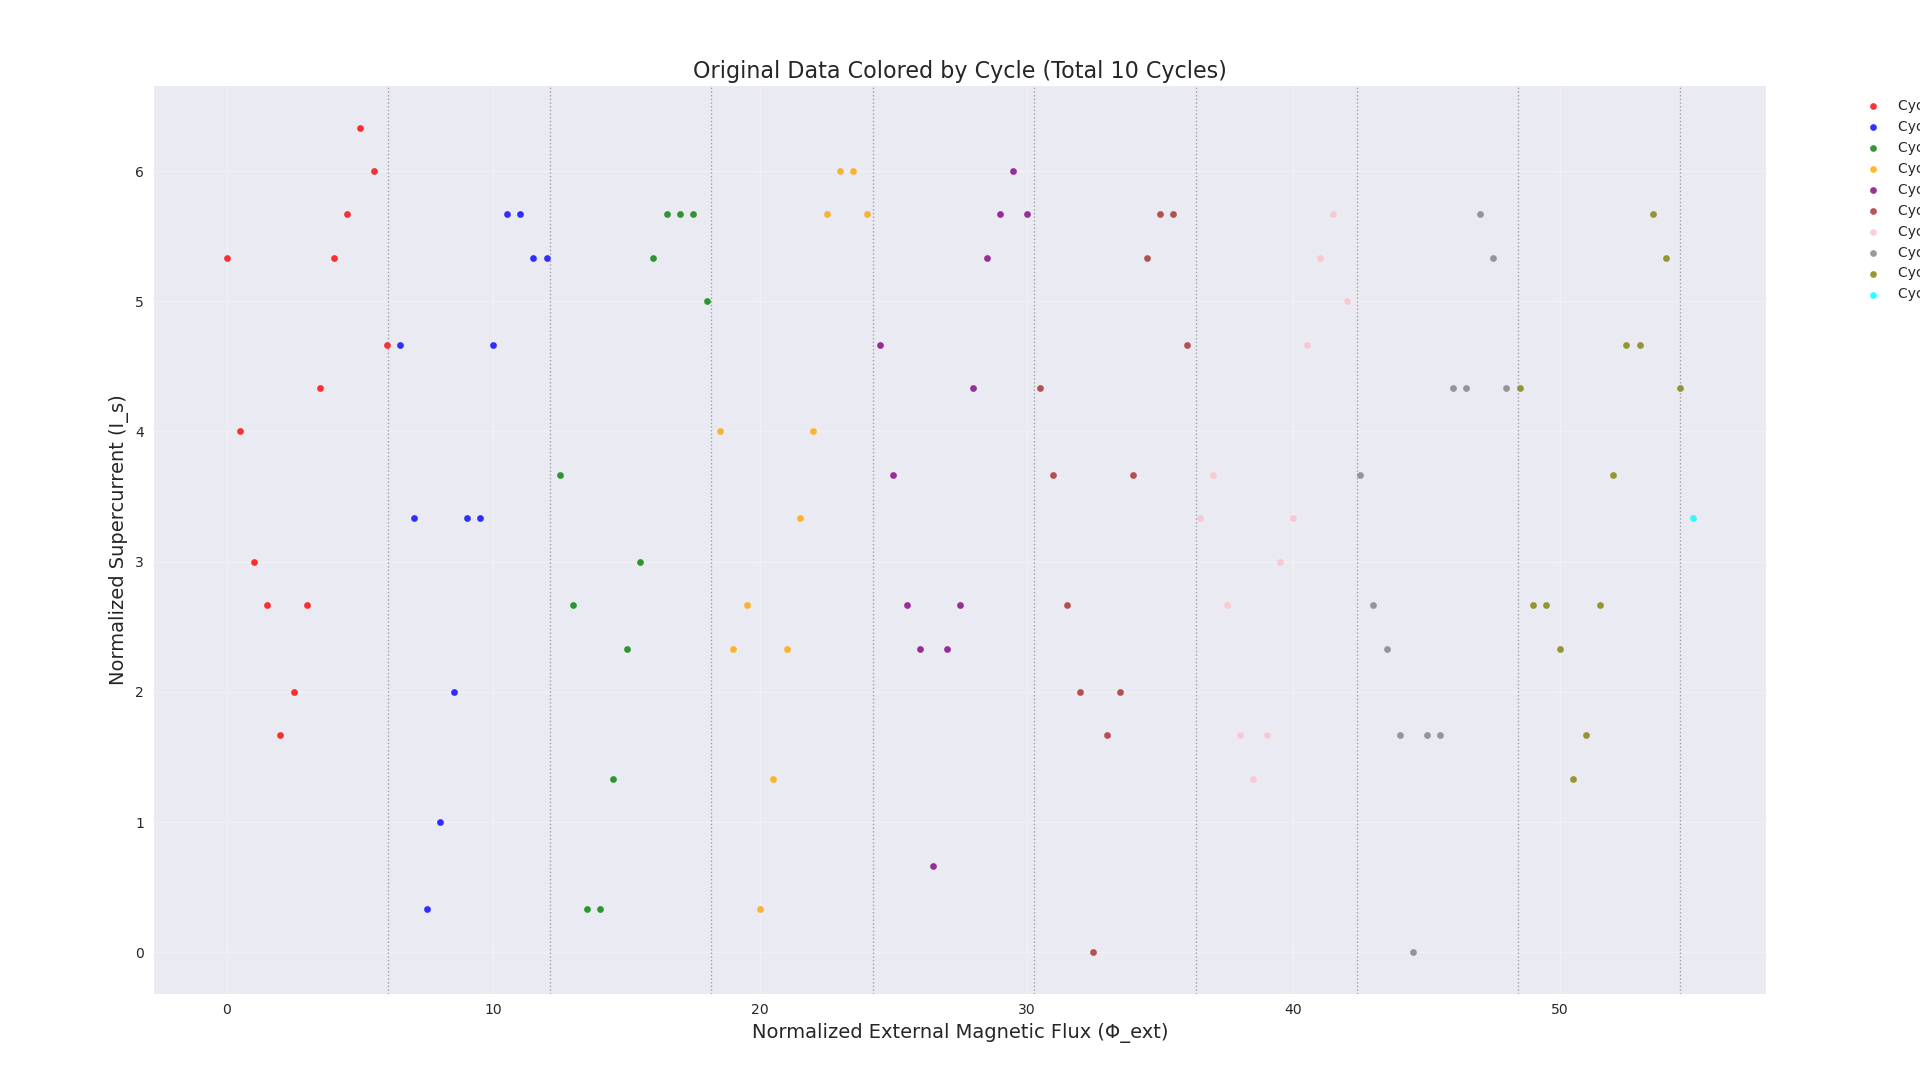 Original Data Colored by Cycle (Total 10 Cycles)
Normalized Supercurrent (I_s)
6
5
4
3
2
1
0
0 10 20 30 40 50
Normalized External Magnetic Flux (Φ_ext)
Cyc
Cyc
Cyc
Cyc
Cyc
Cyc
Cyc
Cyc
Cyc
Cyc